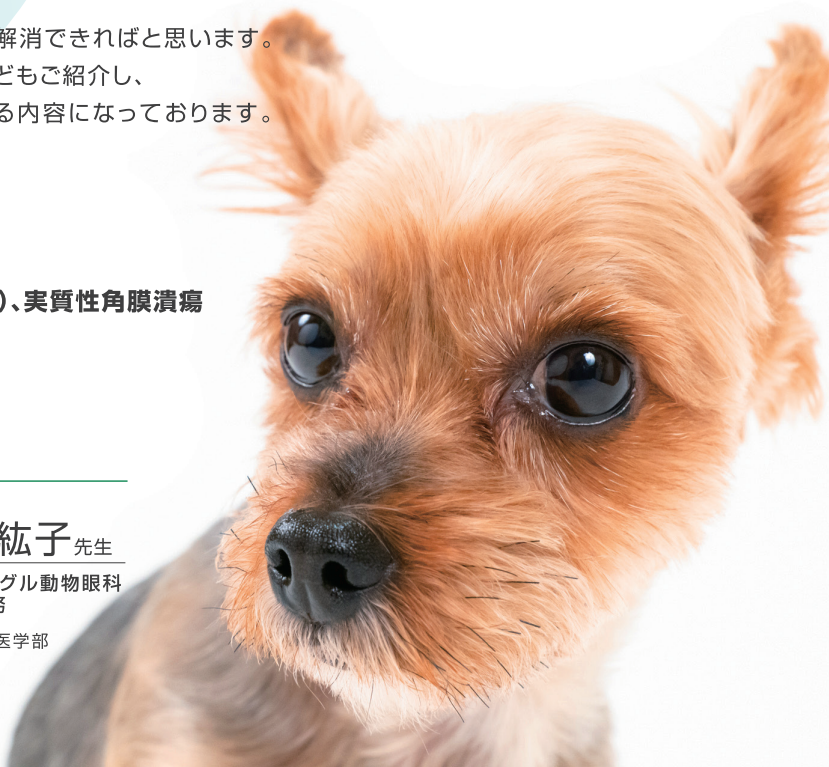 解消できればと思います。
どもご紹介し、
る内容になっております。
)、実質性角膜潰瘍
紘子先生
グル動物眼科
務
医学部